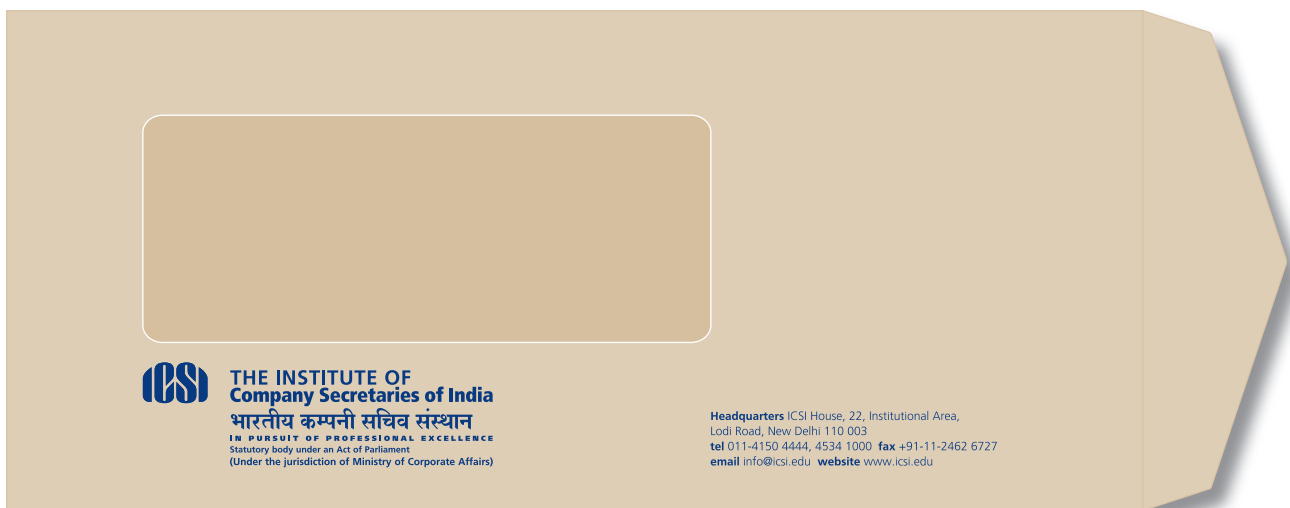 ICSI
THE INSTITUTE OF
Company Secretaries of India
भारतीय कम्पनी सचिव संस्थान
IN PURSUIT OF PROFESSIONAL EXCELLENCE
Statutory body under an Act of Parliament
(Under the jurisdiction of Ministry of Corporate Affairs)
Headquarters ICSI House, 22, Institutional Area,
Lodi Road, New Delhi 110 003
tel 011-4150 4444, 4534 1000 fax +91-11-2462 6727
email info@icsi.edu website www.icsi.edu